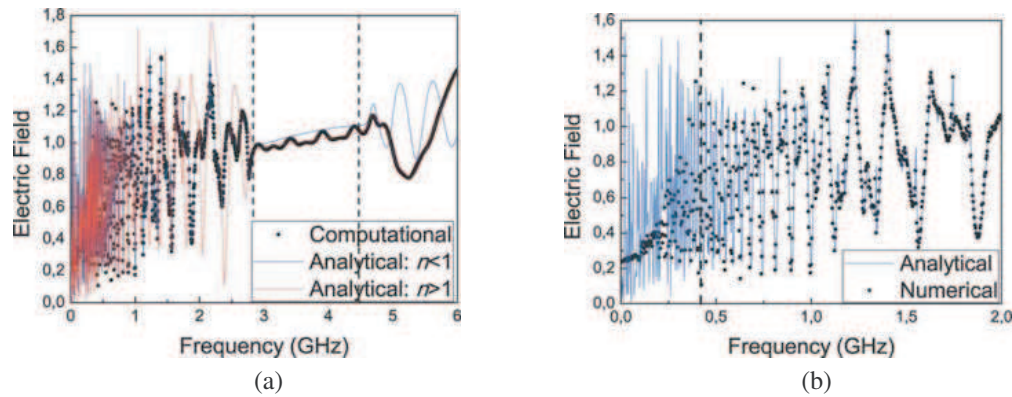 1,8
1,6
1,4
1,2
1,0
0,8
0,6
0,4
0,2
0,0
Electric Field
Computational
Analytical: n<1
Analytical: n>1
0 1 2 3 4 5 6
Frequency (GHz)
(a)
1,6
1,4
1,2
1,0
0,8
0,6
0,4
0,2
0,0
Electric Field
Analytical
Numerical
0,0 0,5 1,0 1,5 2,0
Frequency (GHz)
(b)